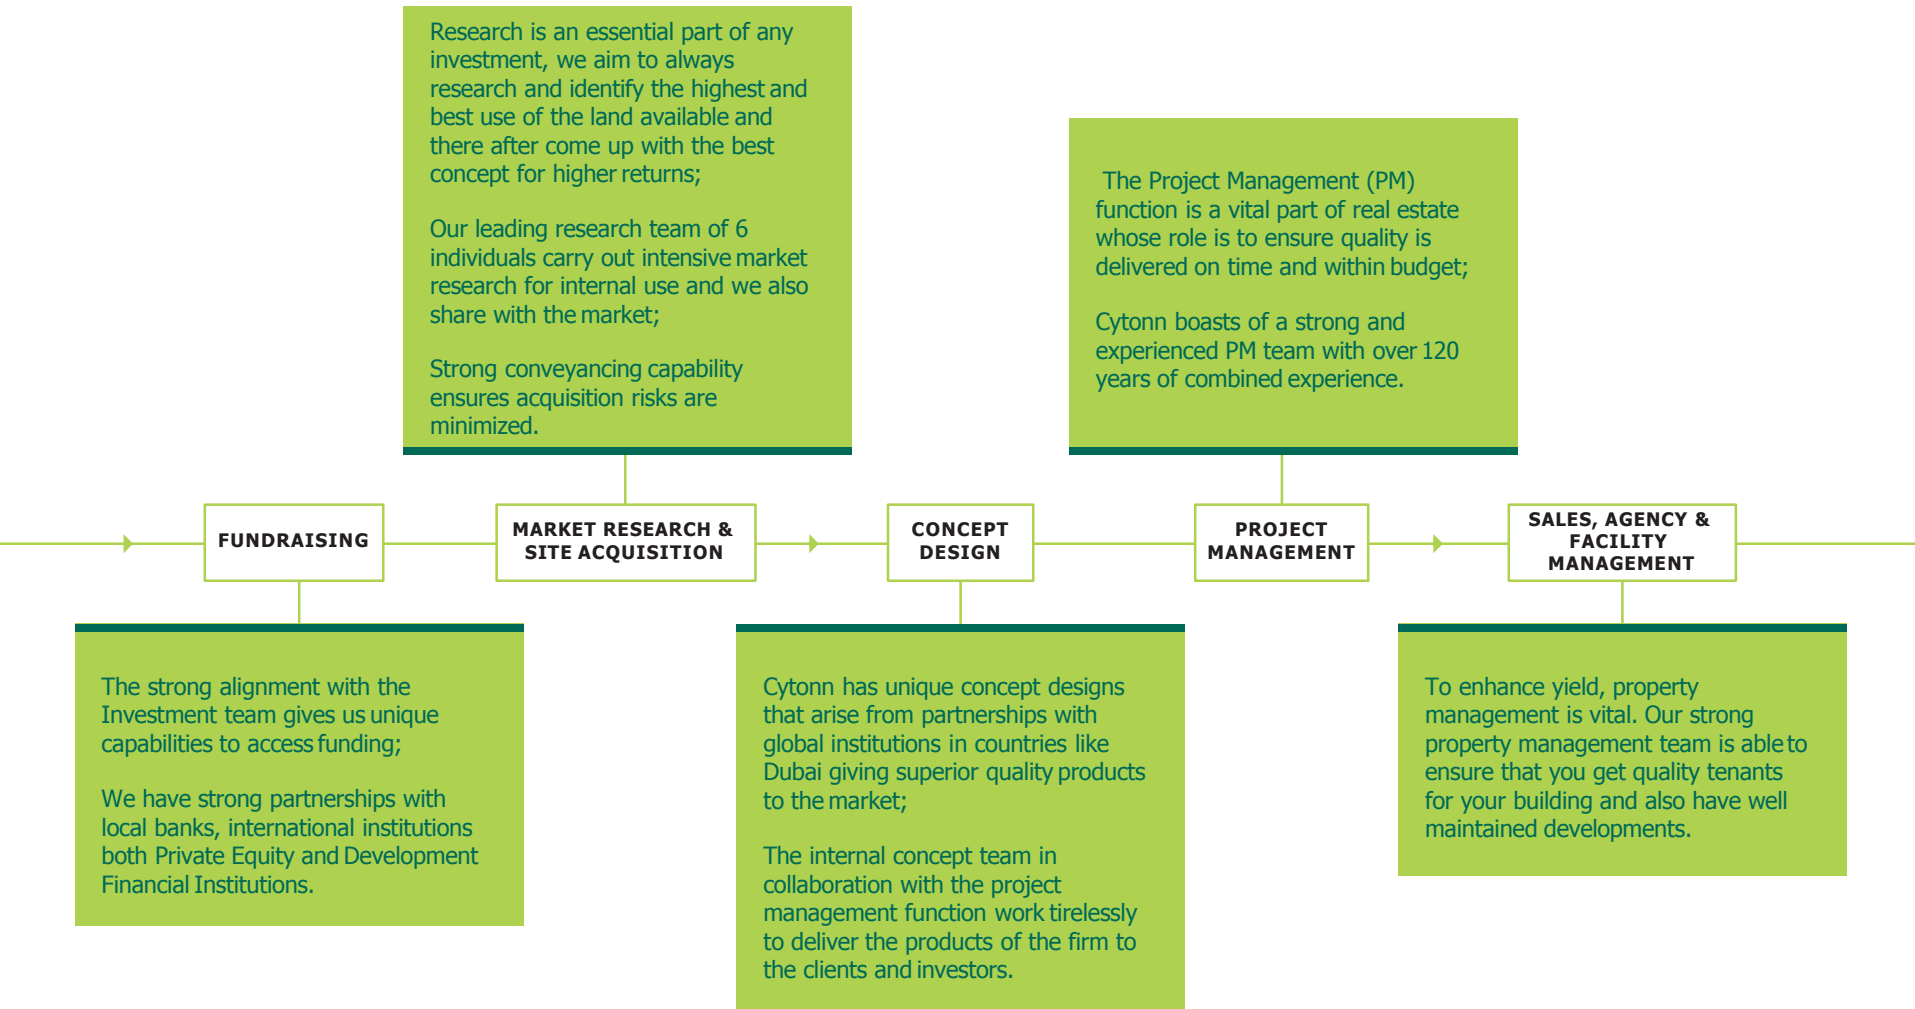 Research is an essential part of any
investment, we aim to always
research and identify the highest and
best use of the land available and
there after come up with the best
concept for higher returns;
Our leading research team of 6
individuals carry out intensive market
research for internal use and we also
share with the market;
Strong conveyancing capability
ensures acquisition risks are
minimized.
The Project Management (PM)
function is a vital part of real estate
whose role is to ensure quality is
delivered on time and within budget;
Cytonn boasts of a strong and
experienced PM team with over 120
years of combined experience.
FUNDRAISING
MARKET RESEARCH &
SITE ACQUISITION
CONCEPT
DESIGN
PROJECT
MANAGEMENT
SALES, AGENCY &
FACILITY
MANAGEMENT
The strong alignment with the
Investment team gives us unique
capabilities to access funding;
We have strong partnerships with
local banks, international institutions
both Private Equity and Development
Financial Institutions.
Cytonn has unique concept designs
that arise from partnerships with
global institutions in countries like
Dubai giving superior quality products
to the market;
The internal concept team in
collaboration with the project
management function work tirelessly
to deliver the products of the firm to
the clients and investors.
To enhance yield, property
management is vital. Our strong
property management team is able to
ensure that you get quality tenants
for your building and also have well
maintained developments.